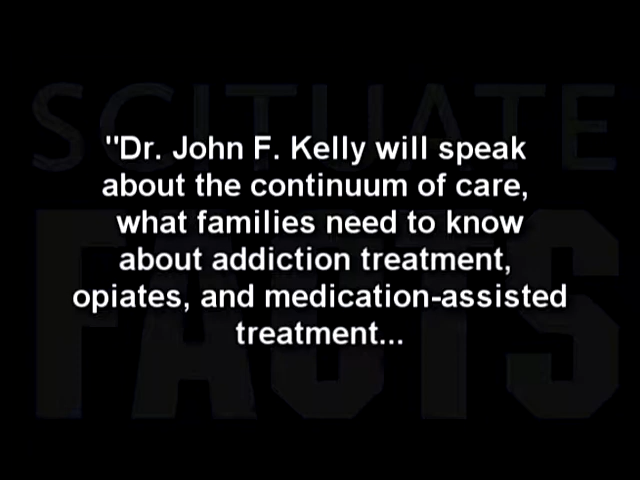 SCITUATE
FACTS
"Dr. John F. Kelly will speak
about the continuum of care,
what families need to know
about addiction treatment,
opiates, and medication-assisted
treatment...